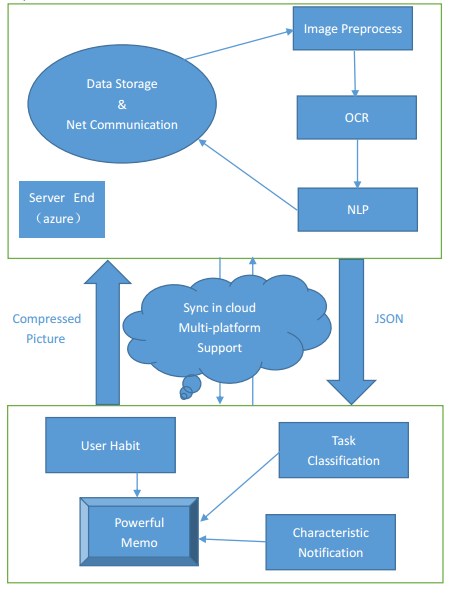 Image Preprocess
Data Storage
&
Net Communication
OCR
Server End
（azure）
NLP
Compressed
Picture
Sync in cloud
Multi-platform
Support
JSON
User Habit
Task
Classification
Powerful
Memo
Characteristic
Notification